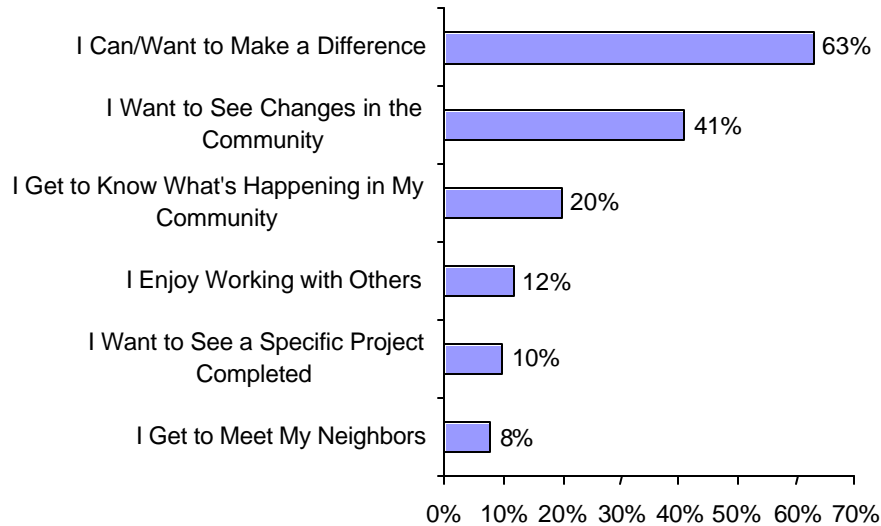 I Can/Want to Make a Difference
63%
I Want to See Changes in the
Community
41%
I Get to Know What's Happening in My
Community
20%
I Enjoy Working with Others
12%
I Want to See a Specific Project
Completed
10%
I Get to Meet My Neighbors
8%
0% 10% 20% 30% 40% 50% 60% 70%